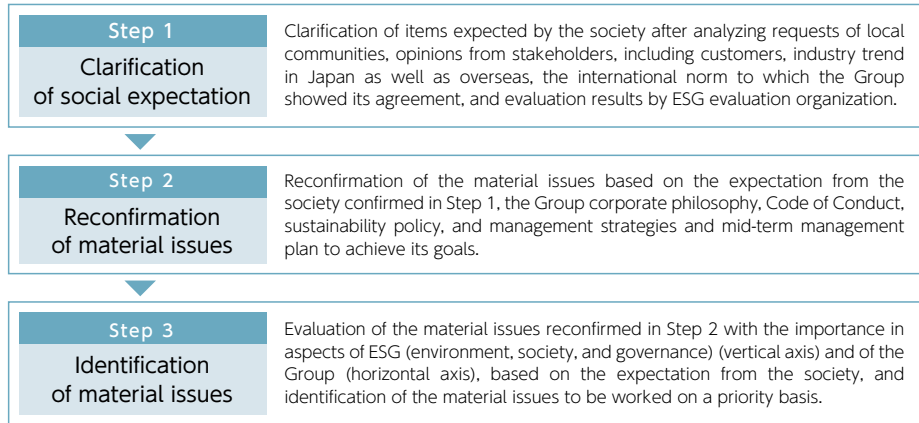 Step 1
Clarification
of social expectation
Clarification of items expected by the society after analyzing requests of local
communities, opinions from stakeholders, including customers, industry trend
in Japan as well as overseas, the international norm to which the Group
showed its agreement, and evaluation results by ESG evaluation organization.
Step 2
Reconfirmation
of material issues
Reconfirmation of the material issues based on the expectation from the
society confirmed in Step 1, the Group corporate philosophy, Code of Conduct,
sustainability policy, and management strategies and mid-term management
plan to achieve its goals.
Step 3
Identification
of material issues
Evaluation of the material issues reconfirmed in Step 2 with the importance in
aspects of ESG (environment, society, and governance) (vertical axis) and of the
Group (horizontal axis), based on the expectation from the society, and
identification of the material issues to be worked on a priority basis.